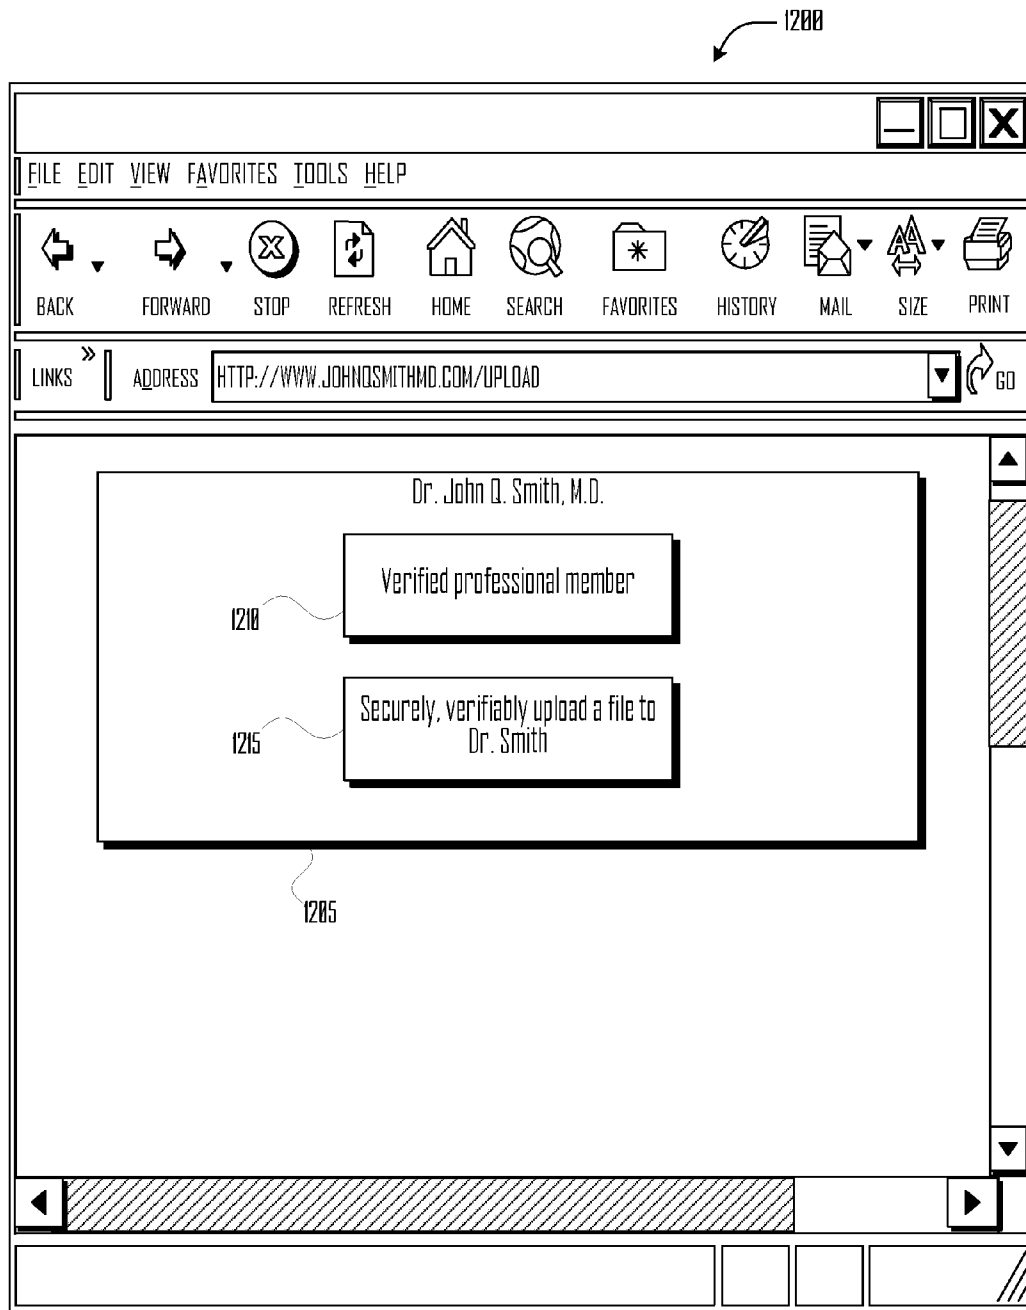 1200
FILE EDIT VIEW FAVORITES TOOLS HELP
BACK FORWARD STOP REFRESH HOME SEARCH FAVORITES HISTORY MAIL SIZE PRINT
LINKS » ADDRESS HTTP://WWW.JOHNQSMITHMD.COM/UPLOAD GO
Dr. John Q. Smith, M.D.
Verified professional member
1210
Securely, verifiably upload a file to
Dr. Smith
1215
1205